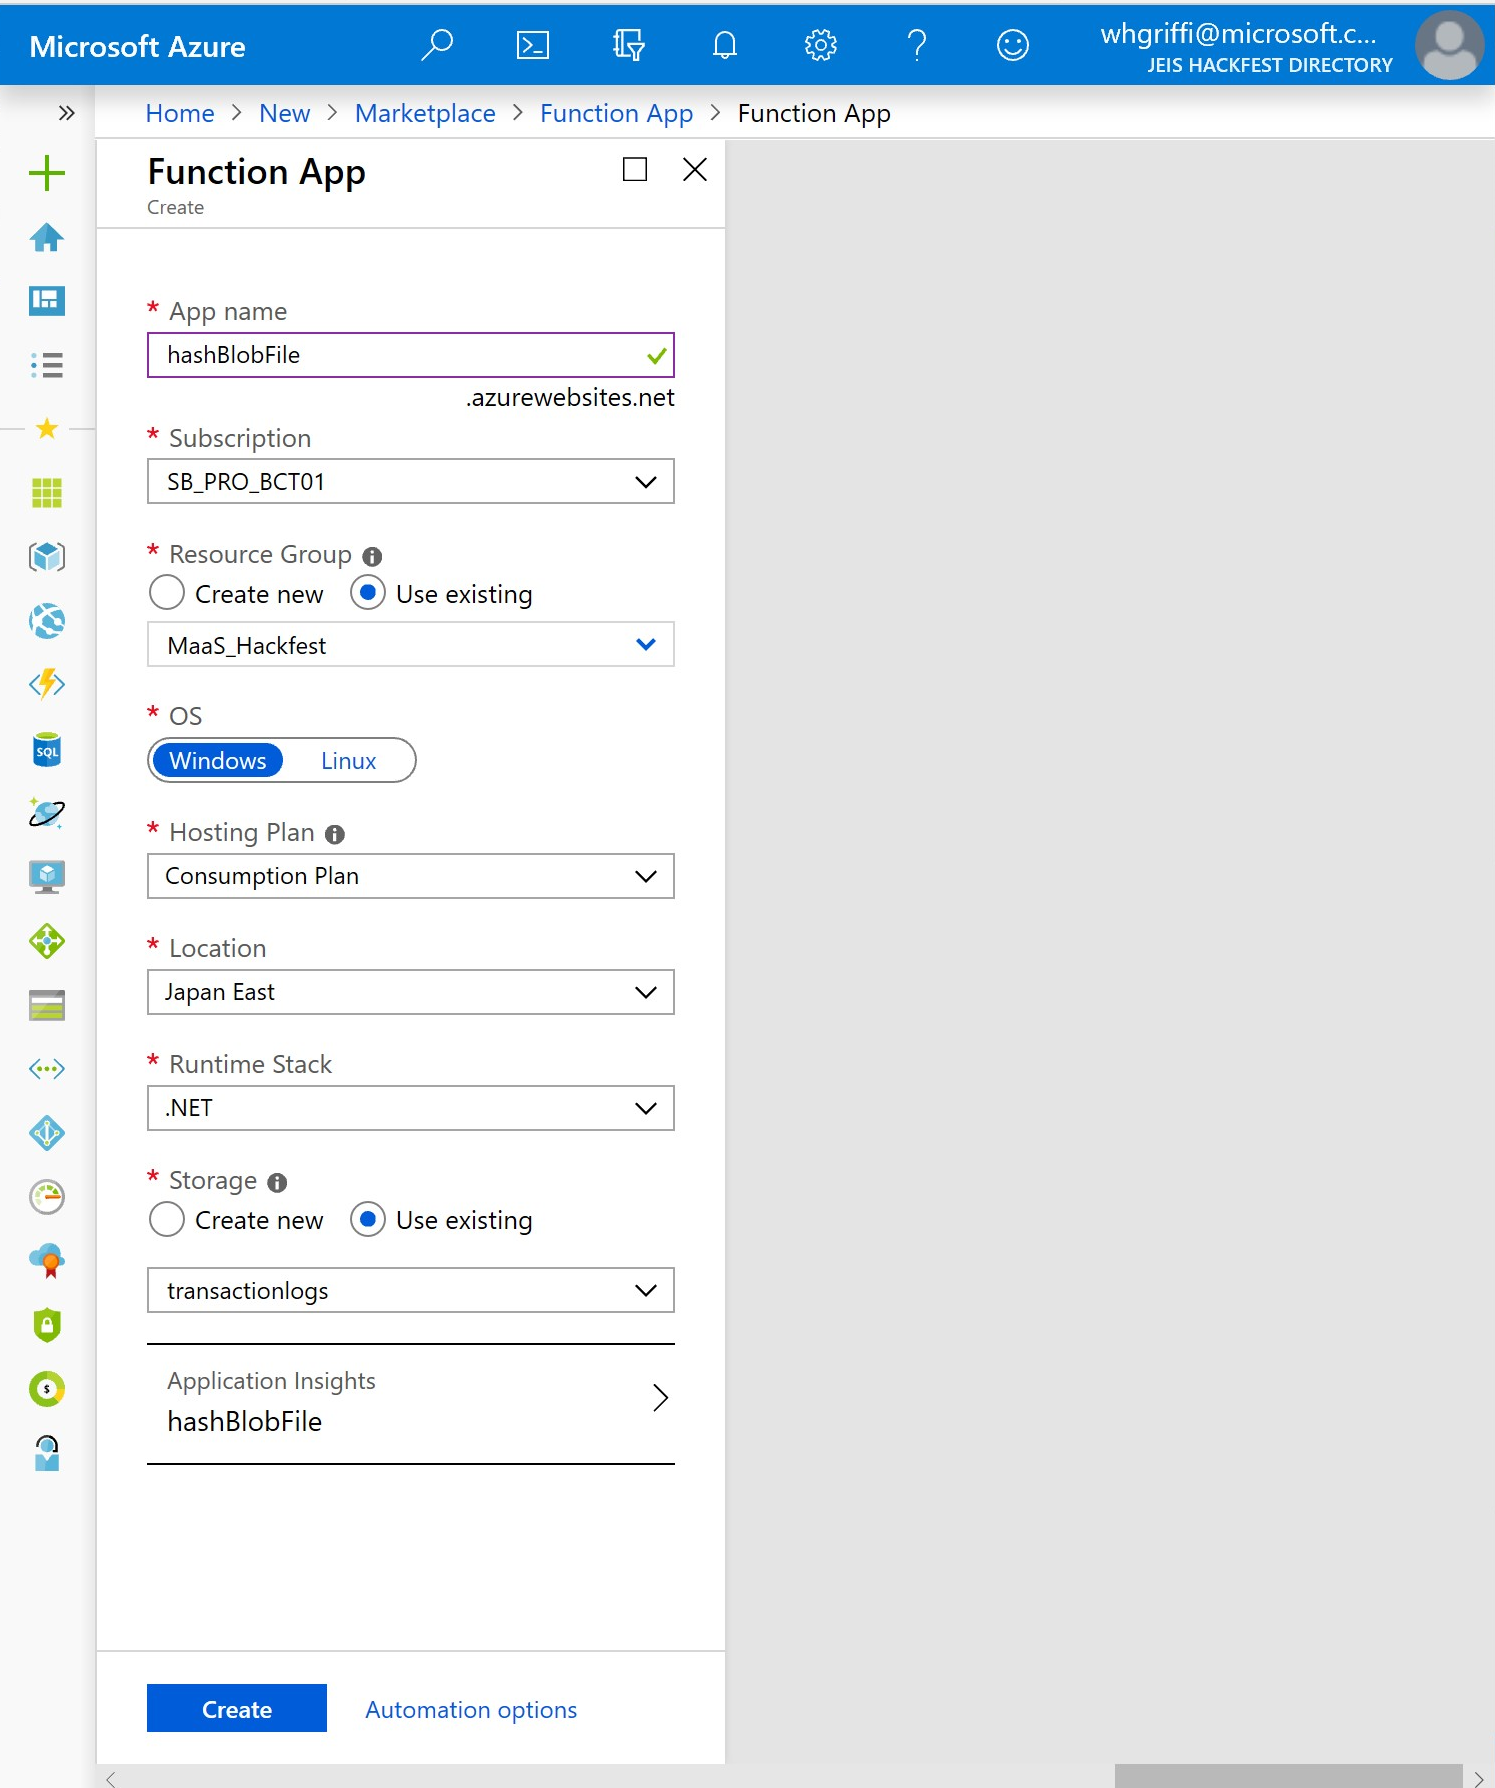 Microsoft Azure
whgriffi@microsoft.c...
JEIS HACKFEST DIRECTORY
Home > New > Marketplace > Function App > Function App
Function App
Create
* App name
hashBlobFile
.azurewebsites.net
* Subscription
SB_PRO_BCT01
* Resource Group
Create new Use existing
MaaS_Hackfest
* OS
Windows Linux
* Hosting Plan
Consumption Plan
* Location
Japan East
* Runtime Stack
.NET
* Storage
Create new Use existing
transactionlogs
Application Insights
hashBlobFile
Create Automation options
SQL